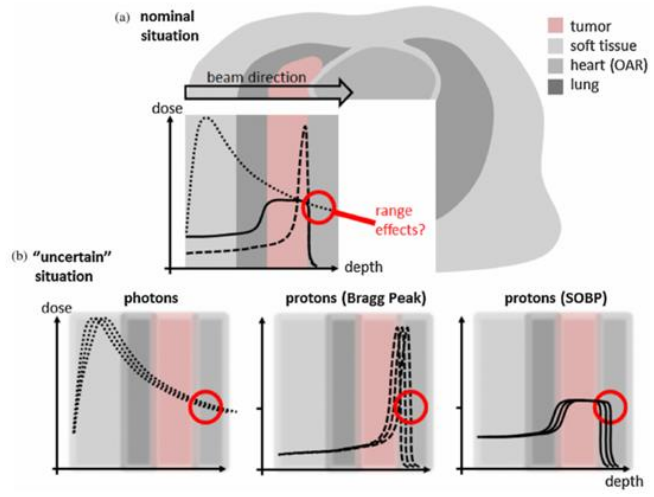 (a) nominal
situation
tumor
soft tissue
heart (OAR)
lung
beam direction
dose
range
effects?
depth
(b) "uncertain"
situation
photons
protons (Bragg Peak)
protons (SOBP)
dose
depth